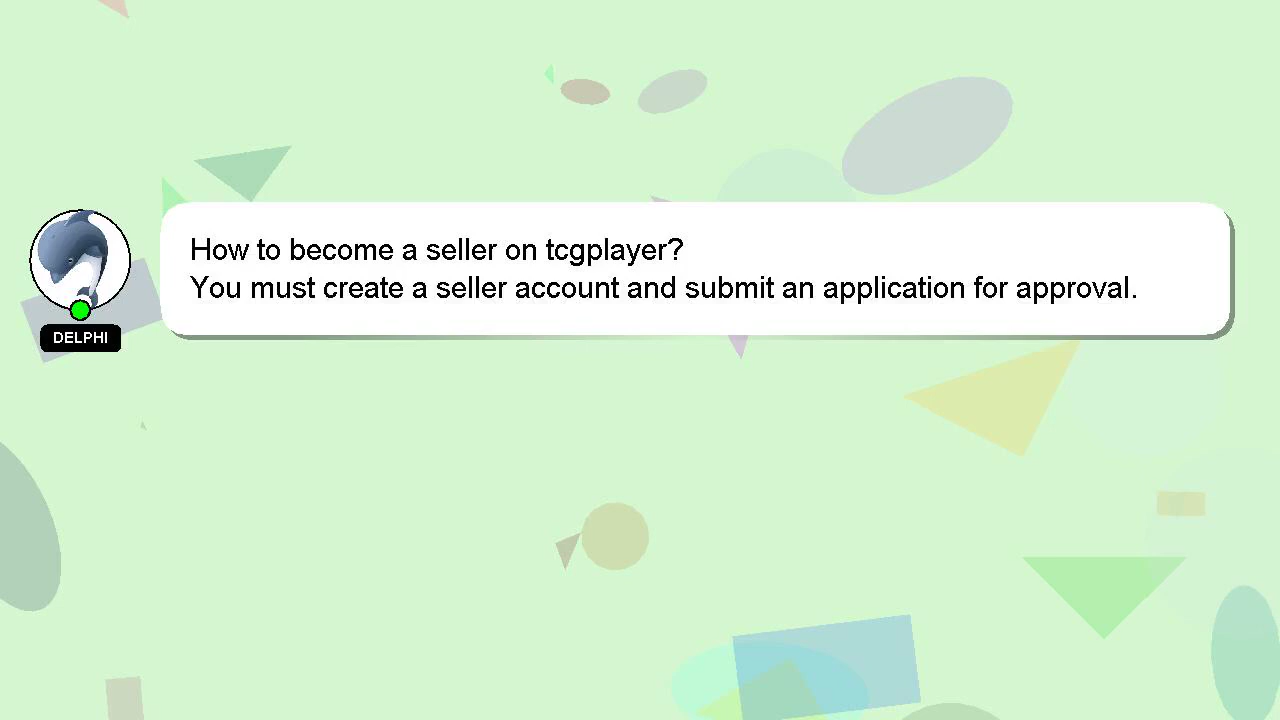 How to become a seller on tcgplayer?
You must create a seller account and submit an application for approval.
DELPHI